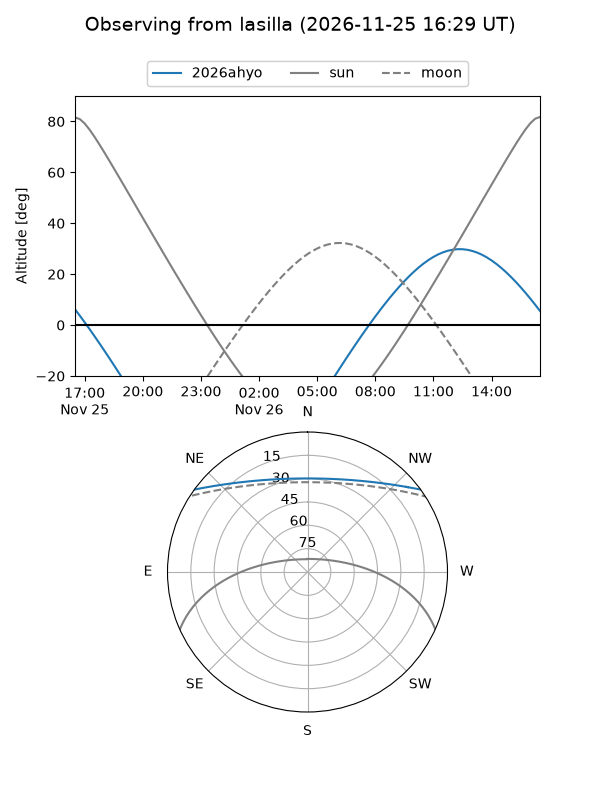 Observing from lasilla (2026-11-25 16:29 UT)
2026ahyo sun moon
Altitude [deg]
80
60
40
20
0
−20
17:00 20:00 23:00 02:00 05:00 08:00 11:00 14:00
Nov 25 Nov 26
N
NE NW
15
30
45
60
75
E W
SE SW
S